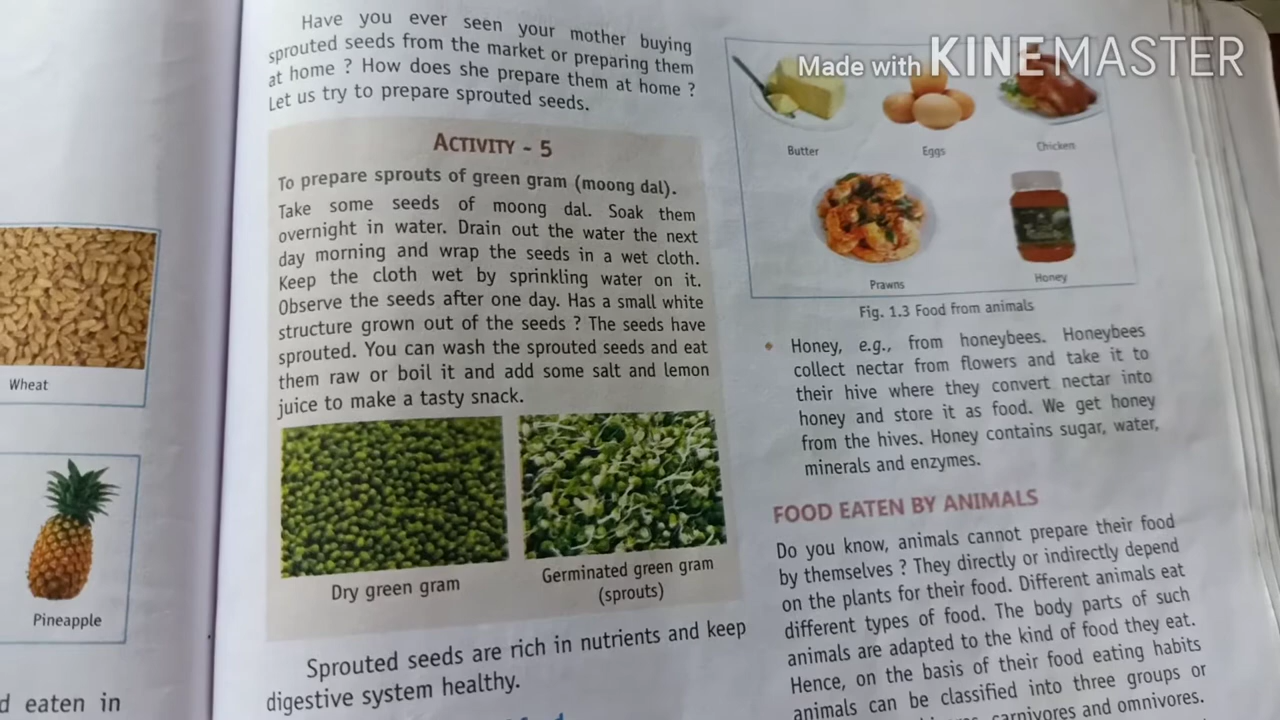 Wheat
Pineapple
d eaten in
Have you ever seen your mother buying
sprouted seeds from the market or preparing them
at home ? How does she prepare them at home ?
Let us try to prepare sprouted seeds.
ACTIVITY - 5
To prepare sprouts of green gram (moong dal).
Take some seeds of moong dal. Soak them
overnight in water. Drain out the water the next
day morning and wrap the seeds in a wet cloth.
Keep the cloth wet by sprinkling water on it.
Observe the seeds after one day. Has a small white
structure grown out of the seeds ? The seeds have
sprouted. You can wash the sprouted seeds and eat
them raw or boil it and add some salt and lemon
juice to make a tasty snack.
Dry green gram
Germinated green gram
(sprouts)
Sprouted seeds are rich in nutrients and keep
digestive system healthy.
Made with KINEMASTER
Butter
Eggs
Chicken
Prawns
Honey
Fig. 1.3 Food from animals
Honey, e.g., from honeybees. Honeybees
collect nectar from flowers and take it to
their hive where they convert nectar into
honey and store it as food. We get honey
from the hives. Honey contains sugar, water,
minerals and enzymes.
FOOD EATEN BY ANIMALS
Do you know, animals cannot prepare their food
by themselves ? They directly or indirectly depend
on the plants for their food. Different animals eat
different types of food. The body parts of such
animals are adapted to the kind of food they eat.
Hence, on the basis of their food eating habits
animals can be classified into three groups or
carnivores and omnivores.